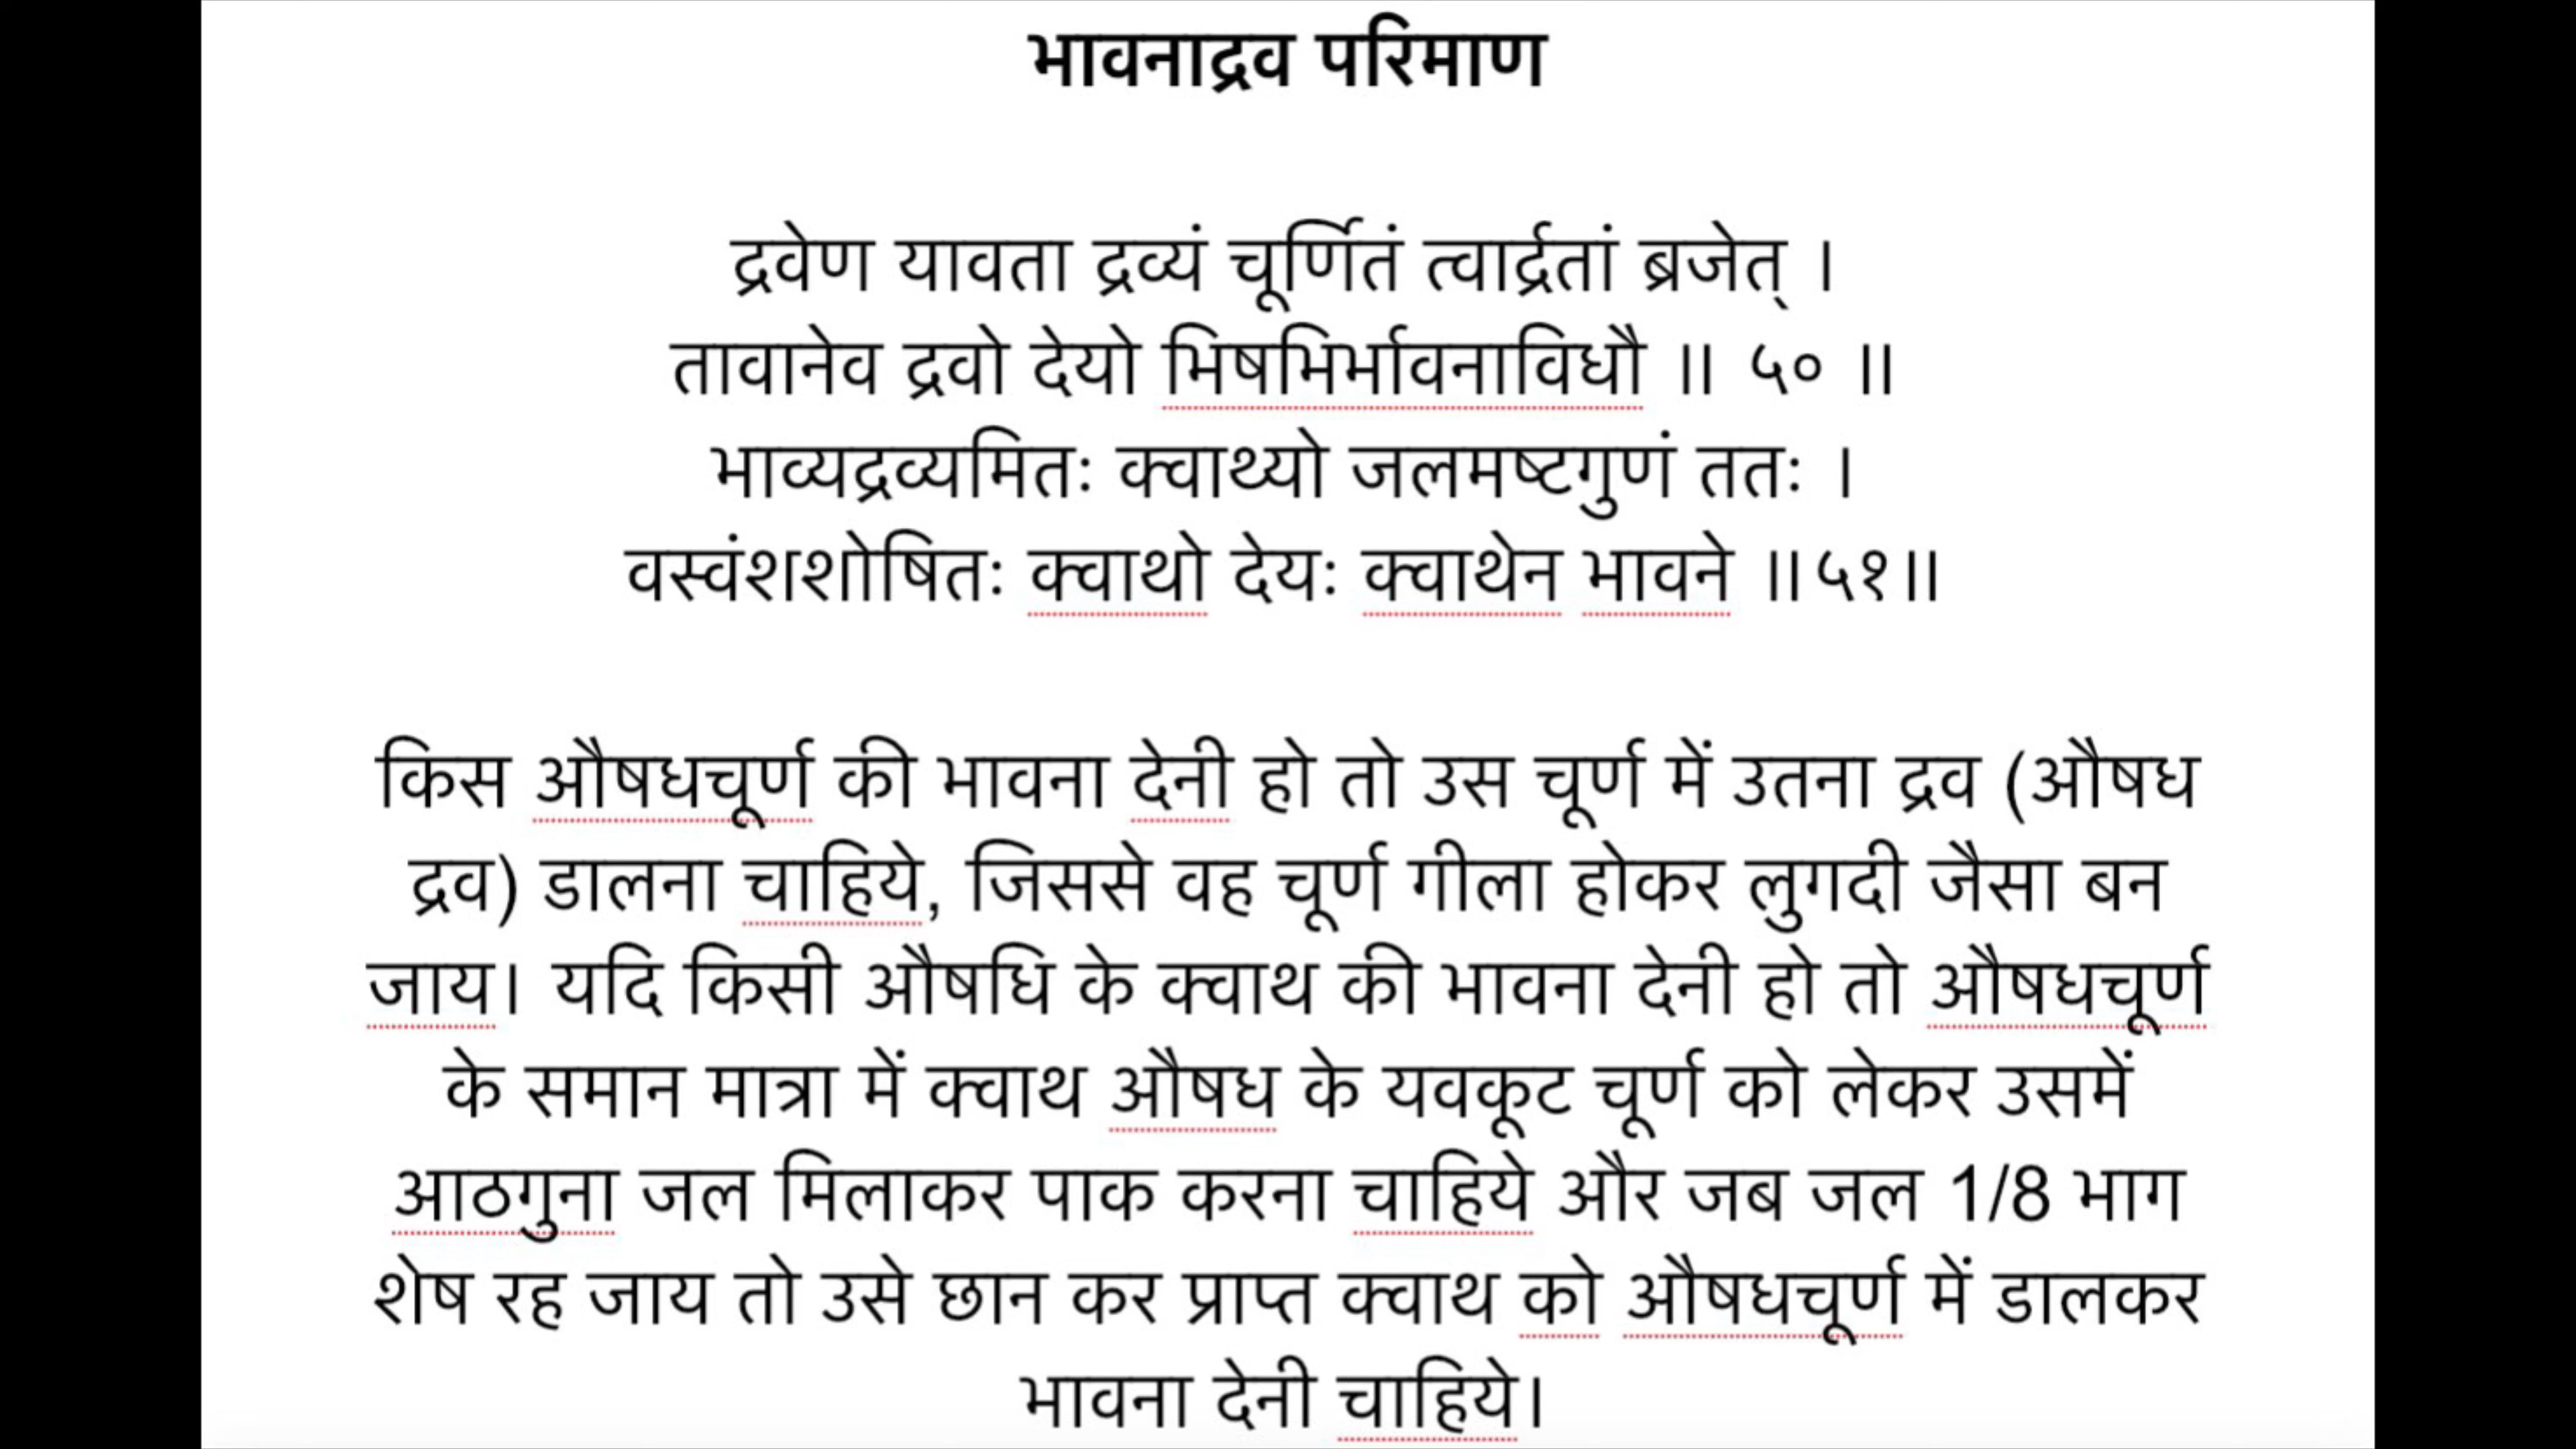 भावनाद्रव परिमाण
द्रवेण यावता द्रव्यं चूर्णितं त्वार्द्रतां ब्रजेत् ।
तावानेव द्रवो देयो भिषभिर्भावनाविधौ ॥ ५० ॥
भाव्यद्रव्यमितः क्वाथ्यो जलमष्टगुणं ततः ।
वस्वंशशोषितः क्वाथो देयः क्वाथेन भावने ॥५१॥
किस औषधचूर्ण की भावना देनी हो तो उस चूर्ण में उतना द्रव (औषध
द्रव) डालना चाहिये, जिससे वह चूर्ण गीला होकर लुगदी जैसा बन
जाय। यदि किसी औषधि के क्वाथ की भावना देनी हो तो औषधचूर्ण
के समान मात्रा में क्वाथ औषध के यवकूट चूर्ण को लेकर उसमें
आठगुना जल मिलाकर पाक करना चाहिये और जब जल 1/8 भाग
शेष रह जाय तो उसे छान कर प्राप्त क्वाथ को औषधचूर्ण में डालकर
भावना देनी चाहिये।